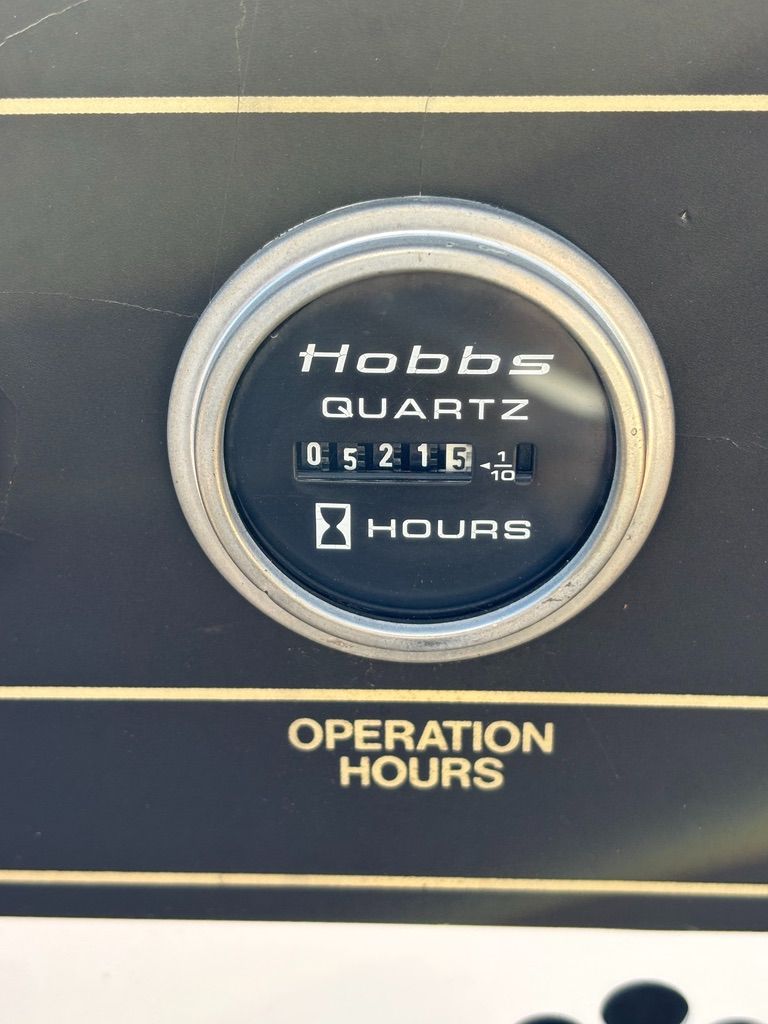 Hobbs
QUARTZ
05215 ◄ 1/10
HOURS
OPERATION
HOURS